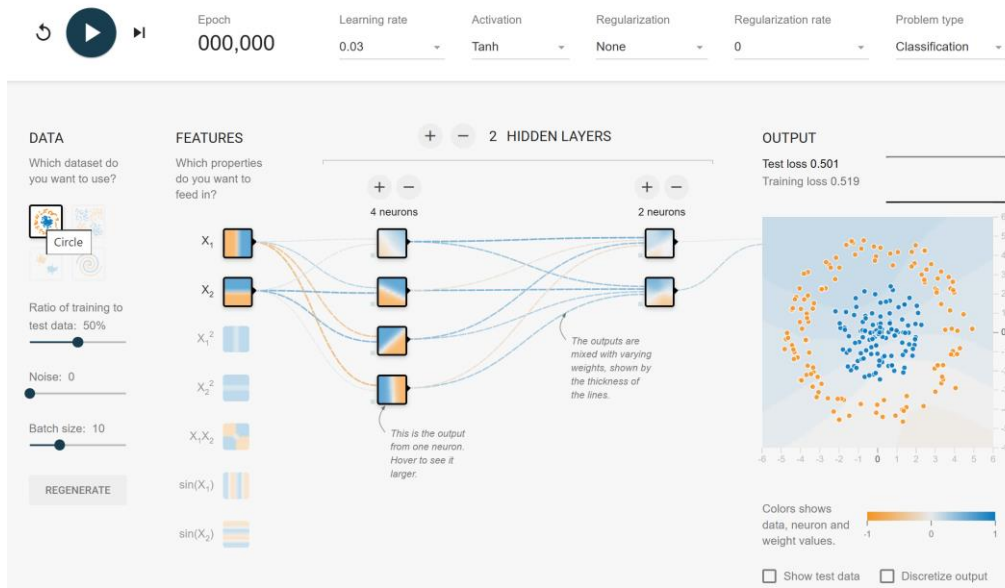 Epoch
000,000
Learning rate
0.03
Activation
Tanh
Regularization
None
Regularization rate
0
Problem type
Classification
DATA
Which dataset do
you want to use?
Circle
Ratio of training to
test data: 50%
Noise: 0
Batch size: 10
REGENERATE
FEATURES
Which properties
do you want to
feed in?
X₁
X₂
X₁²
X₂²
X₁X₂
sin(X₁)
sin(X₂)
+ − 2 HIDDEN LAYERS
+ −
4 neurons
+ −
2 neurons
This is the output
from one neuron.
Hover to see it
larger.
The outputs are
mixed with varying
weights, shown by
the thickness of
the lines.
OUTPUT
Test loss 0.501
Training loss 0.519
-6 -5 -4 -3 -2 -1 0 1 2 3 4 5 6
Colors shows
data, neuron and
weight values.
-1 0 1
Show test data
Discretize output